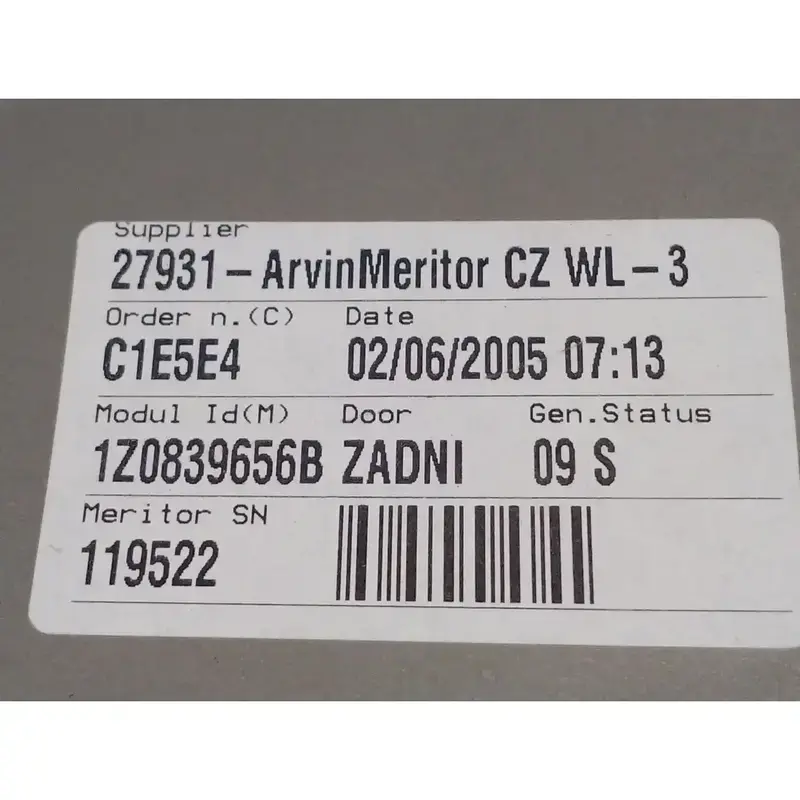 Supplier
27931-ArvinMeritor CZ WL-3
Order n.(C) Date
C1E5E4 02/06/2005 07:13
Modul Id(M) Door Gen.Status
1Z0839656B ZADNI 09 S
Meritor SN
119522